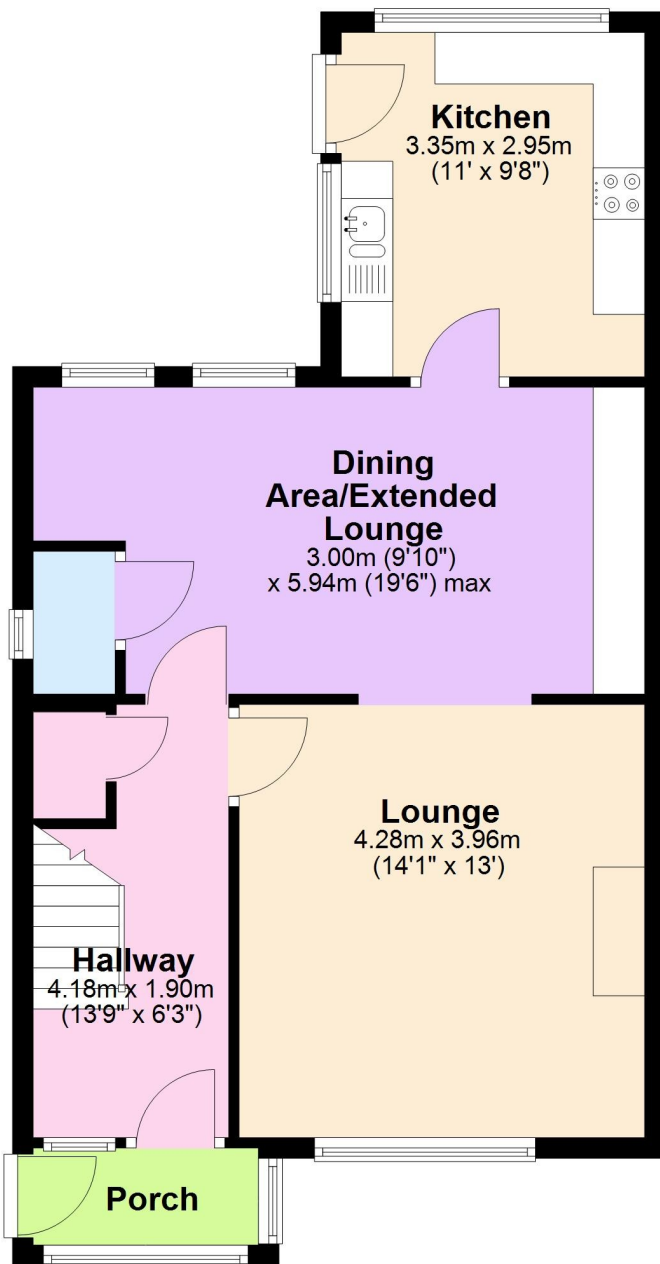 Kitchen
3.35m x 2.95m
(11' x 9'8")
Dining
Area/Extended
Lounge
3.00m (9'10")
x 5.94m (19'6") max
Lounge
4.28m x 3.96m
(14'1" x 13')
Hallway
4.18m x 1.90m
(13'9" x 6'3")
Porch